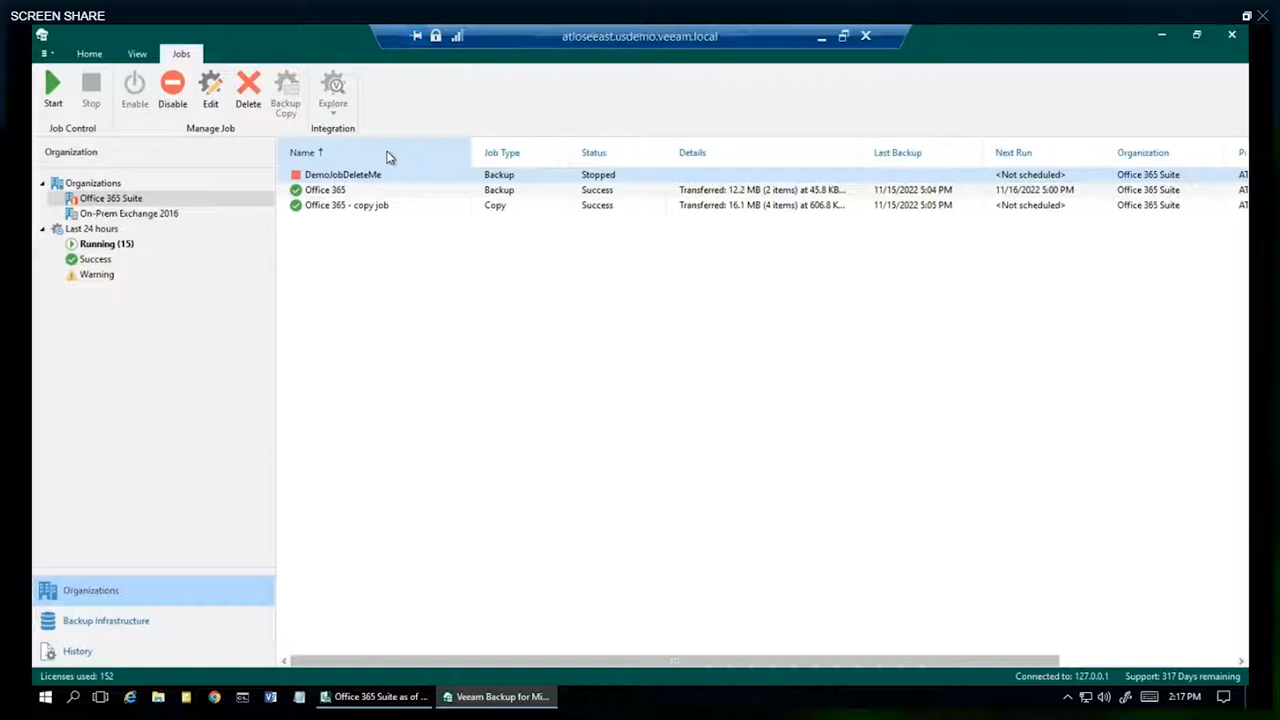 SCREEN SHARE
atloseeast.usdemo.veeam.local
Home View Jobs
Start Stop Enable Disable Edit Delete Backup Copy Explore
Job Control Manage Job Integration
Organization
Name Job Type Status Details Last Backup Next Run Organization
DemoJobDeleteMe Backup Stopped <Not scheduled> Office 365 Suite AT
Office 365 Backup Success Transferred: 12.2 MB (2 items) at 45.8 KB... 11/15/2022 5:04 PM 11/16/2022 5:00 PM Office 365 Suite AT
Office 365 - copy job Copy Success Transferred: 16.1 MB (4 items) at 606.8 K... 11/15/2022 5:05 PM <Not scheduled> Office 365 Suite AT
Organizations
Office 365 Suite
On-Prem Exchange 2016
Last 24 hours
Running (15)
Success
Warning
Organizations
Backup Infrastructure
History
Licenses used: 152 Connected to: 127.0.0.1 Support: 317 Days remaining
Office 365 Suite as of ... Veeam Backup for Mi... 2:17 PM